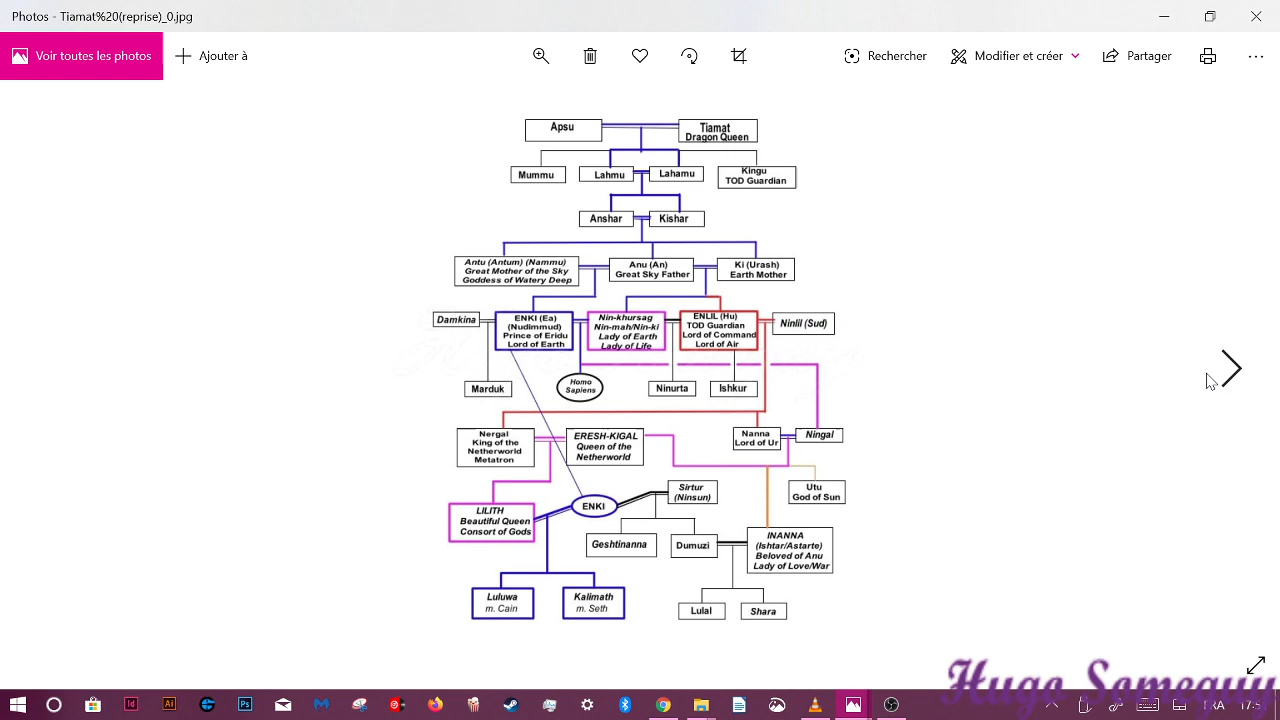 Photos - Tiamat%20(reprise)_0.jpg
Voir toutes les photos
Ajouter à
Rechercher
Modifier et créer
Partager
Apsu
Tiamat
Dragon Queen
Mummu
Lahmu
Lahamu
Kingu
TOD Guardian
Anshar
Kishar
Antu (Antum) (Nammu)
Great Mother of the Sky
Goddess of Watery Deep
Anu (An)
Great Sky Father
Ki (Urash)
Earth Mother
Damkina
ENKI (Ea)
(Nudimmud)
Prince of Eridu
Lord of Earth
Nin-khursag
Nin-mah/Nin-ki
Lady of Earth
Lady of Life
ENLIL (Hu)
TOD Guardian
Lord of Command
Lord of Air
Ninlil (Sud)
Marduk
Homo
Sapiens
Ninurta
Ishkur
Nergal
King of the
Netherworld
Metatron
ERESH-KIGAL
Queen of the
Netherworld
Nanna
Lord of Ur
Ningal
LILITH
Beautiful Queen
Consort of Gods
ENKI
Sirtur
(Ninsun)
Utu
God of Sun
Geshtinanna
Dumuzi
INANNA
(Ishtar/Astarte)
Beloved of Anu
Lady of Love/War
Luluwa
m. Cain
Kalimath
m. Seth
Lulal
Shara
Hugo Someguy